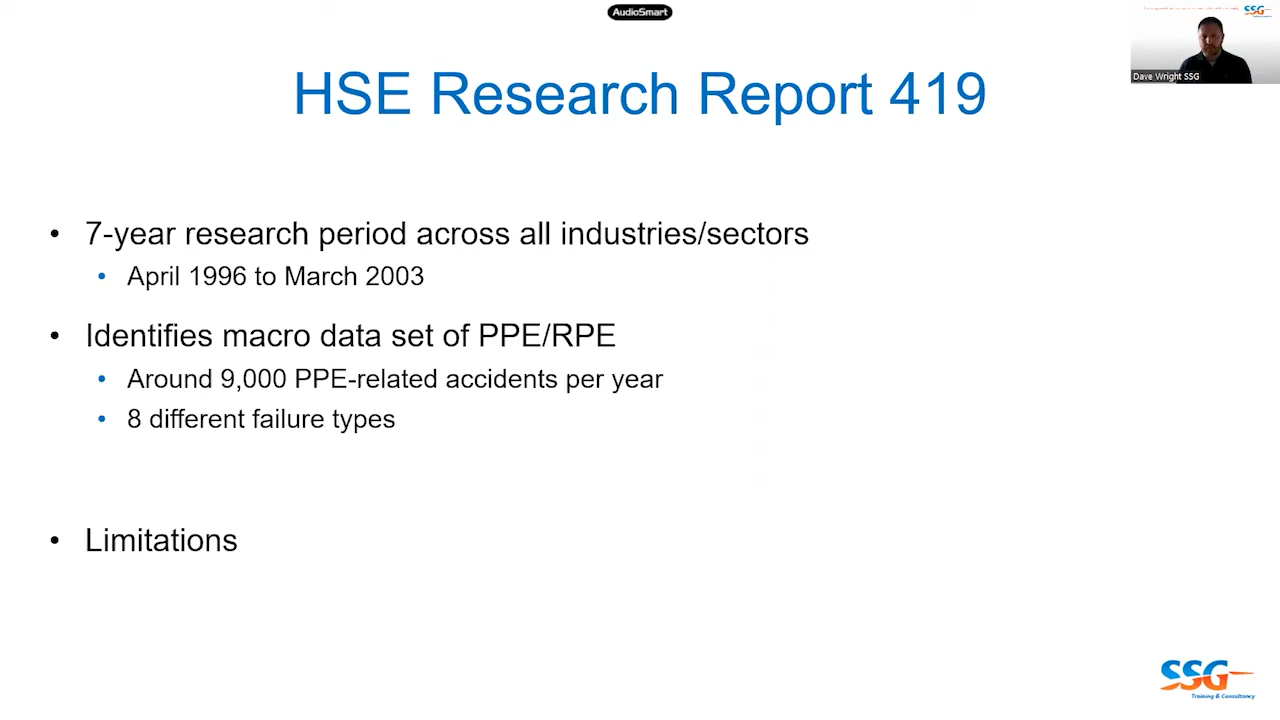 AudioSmart
SSG
Dave Wright SSG
HSE Research Report 419
• 7-year research period across all industries/sectors
• April 1996 to March 2003
• Identifies macro data set of PPE/RPE
• Around 9,000 PPE-related accidents per year
• 8 different failure types
• Limitations
SSG
Training & Consultancy